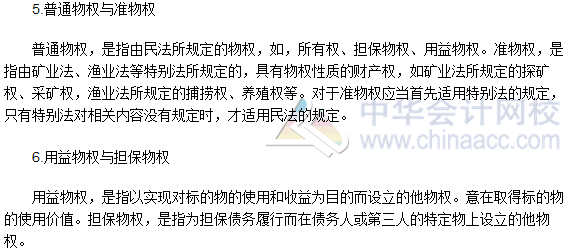 5.普通物权与准物权
普通物权，是指由民法所规定的物权，如，所有权、担保物权、用益物权。准物权，是
指由矿业法、渔业法等特别法所规定的，具有物权性质的财产权，如矿业法所规定的探矿
权、采矿权，渔业法所规定的捕捞权、养殖权等。对于准物权应当首先适用特别法的规定，
只有特别法对相关内容没有规定时，才适用民法的规定。
中华会计网校
www.chinaacc.com
6.用益物权与担保物权
用益物权，是指以实现对标的物的使用和收益为目的而设立的他物权。意在取得标的物
的使用价值。担保物权，是指为担保债务履行而在债务人或第三人的特定物上设立的他物
权。